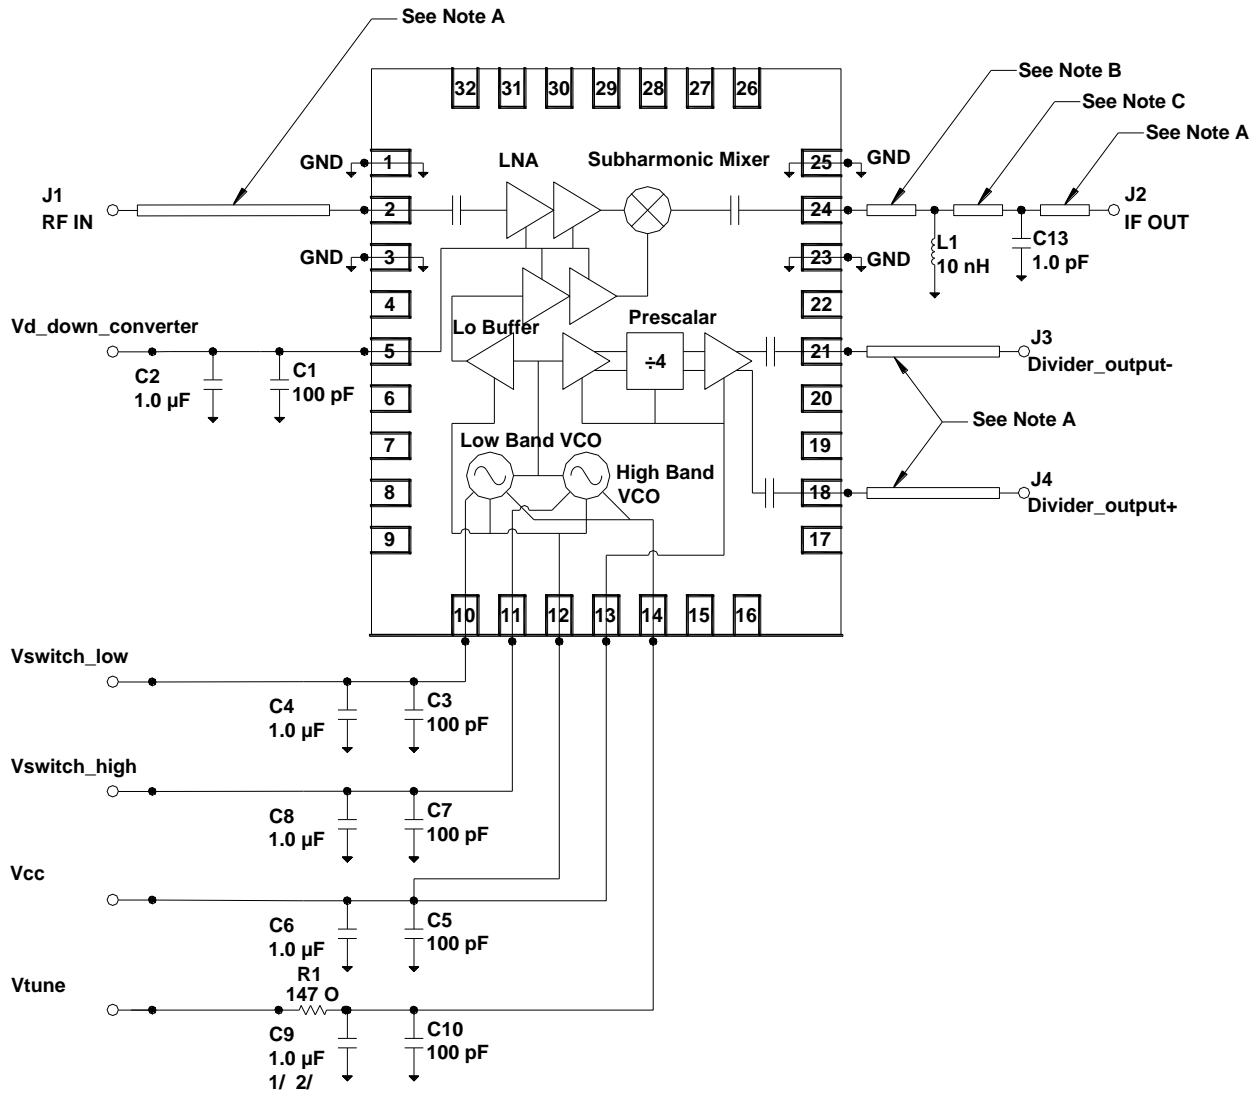 See Note A
32 31 30 29 28 27 26
See Note B
See Note C
See Note A
GND 1
LNA
Subharmonic Mixer
25 GND
J1
RF IN
2
24
J2
IF OUT
GND 3
23 GND
L1
10 nH
C13
1.0 pF
4
22
Vd_down_converter
Lo Buffer
Prescalar
5
÷4
21
J3
Divider_output-
C2
1.0 µF
C1
100 pF
6
20
See Note A
7
19
Low Band VCO
High Band
VCO
8
18
J4
Divider_output+
9
17
10 11 12 13 14 15 16
Vswitch_low
C4
1.0 µF
C3
100 pF
Vswitch_high
C8
1.0 µF
C7
100 pF
Vcc
C6
1.0 µF
C5
100 pF
Vtune
R1
147 O
C9
1.0 µF
1/ 2/
C10
100 pF